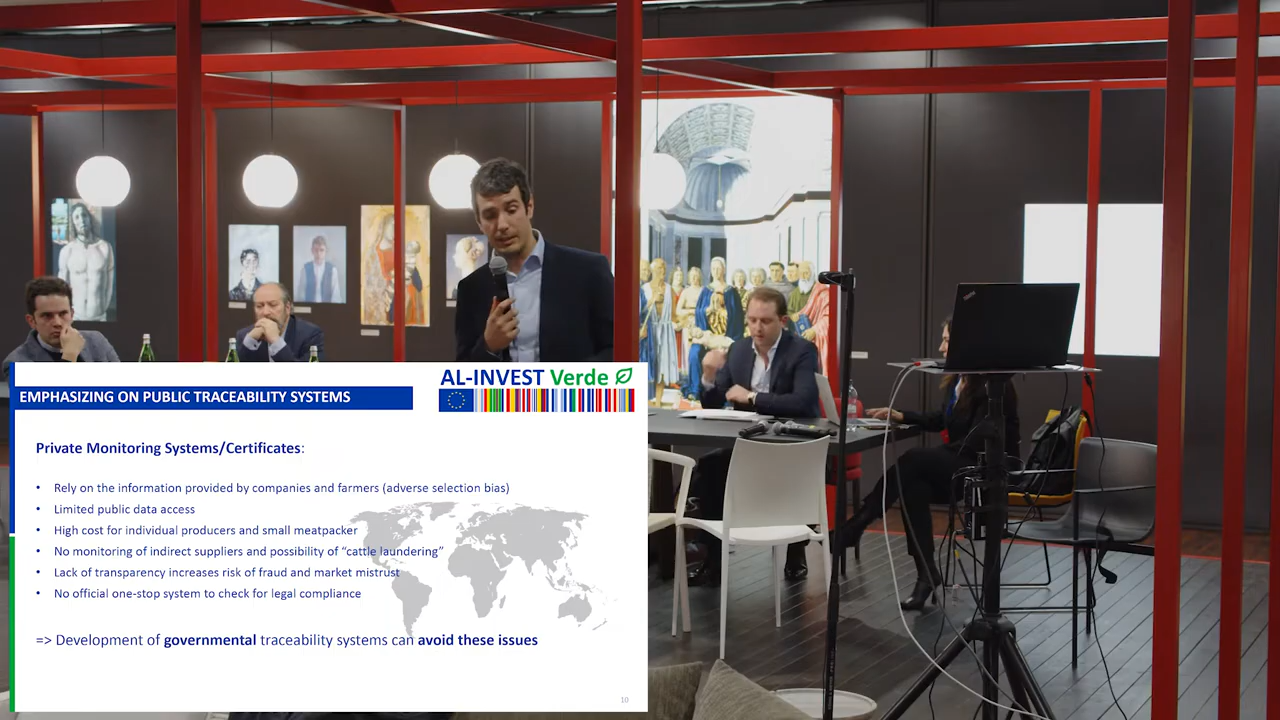 AL-INVEST Verde
EMPHASIZING ON PUBLIC TRACEABILITY SYSTEMS
Private Monitoring Systems/Certificates:
• Rely on the information provided by companies and farmers (adverse selection bias)
• Limited public data access
• High cost for individual producers and small meatpacker
• No monitoring of indirect suppliers and possibility of “cattle laundering”
• Lack of transparency increases risk of fraud and market mistrust
• No official one-stop system to check for legal compliance
=> Development of governmental traceability systems can avoid these issues
10